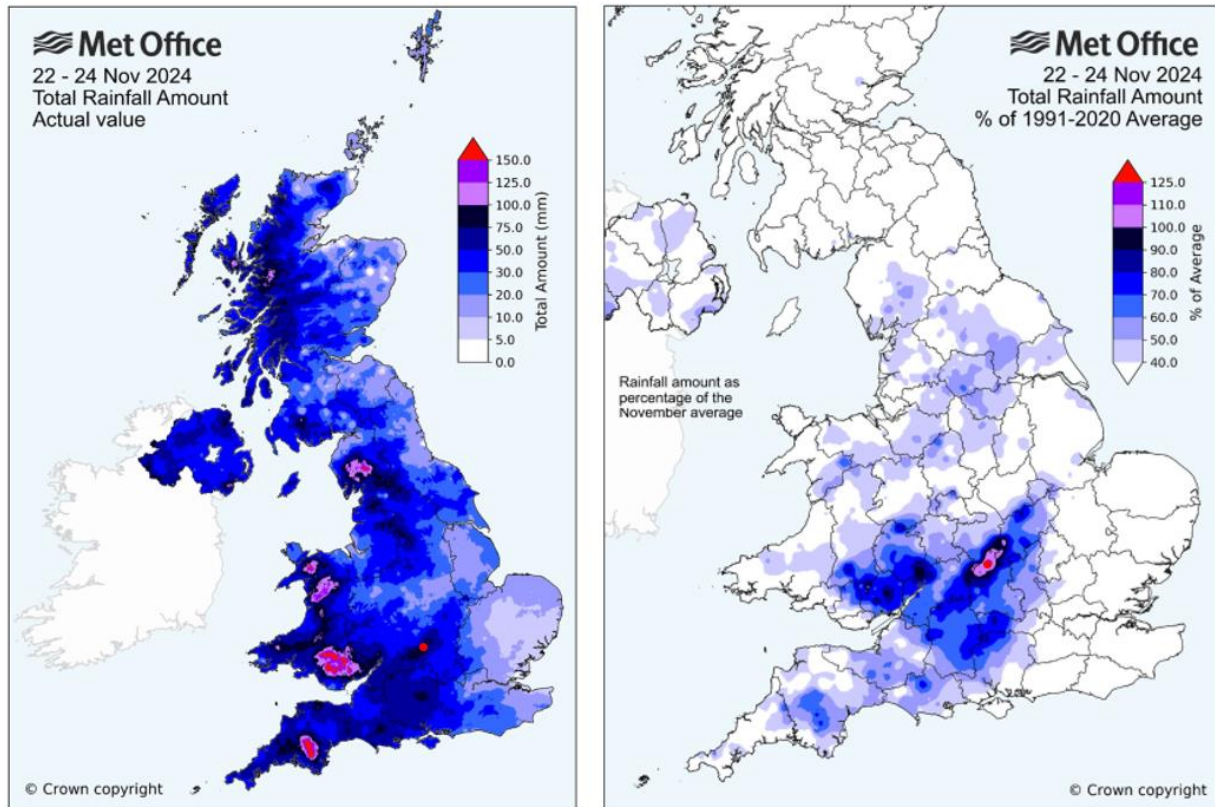 Met Office
22 - 24 Nov 2024
Total Rainfall Amount
Actual value
150.0
125.0
100.0
75.0
50.0
30.0
20.0
10.0
5.0
0.0
Total Amount (mm)
© Crown copyright
Met Office
22 - 24 Nov 2024
Total Rainfall Amount
% of 1991-2020 Average
125.0
110.0
100.0
90.0
80.0
70.0
60.0
50.0
40.0
% of Average
Rainfall amount as
percentage of the
November average
© Crown copyright